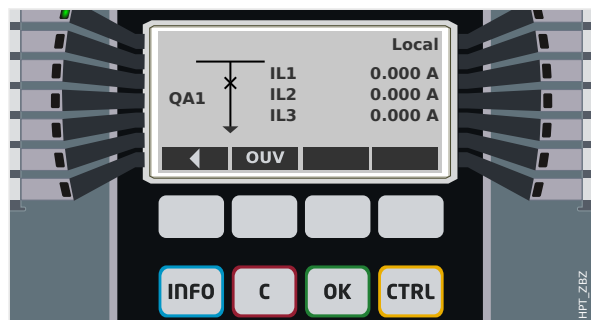 Local
IL1 0.000 A
QA1
IL2 0.000 A
IL3 0.000 A
OUV
INFO C OK CTRL
HPT_ZBZ